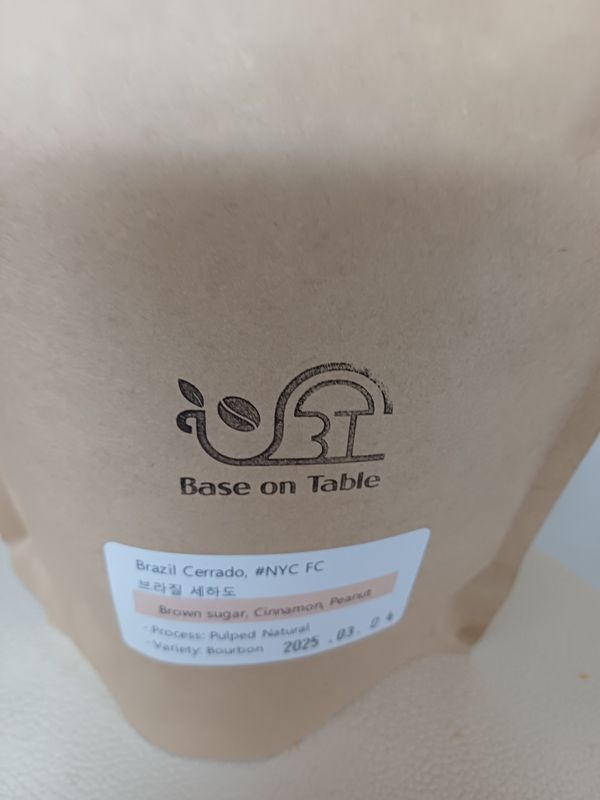 BT
Base on Table
Brazil Cerrado, #NYC FC
브라질 세하도
Brown sugar, Cinnamon, Peanut
- Process: Pulped Natural
- Variety: Bourbon 2025 .03. 04